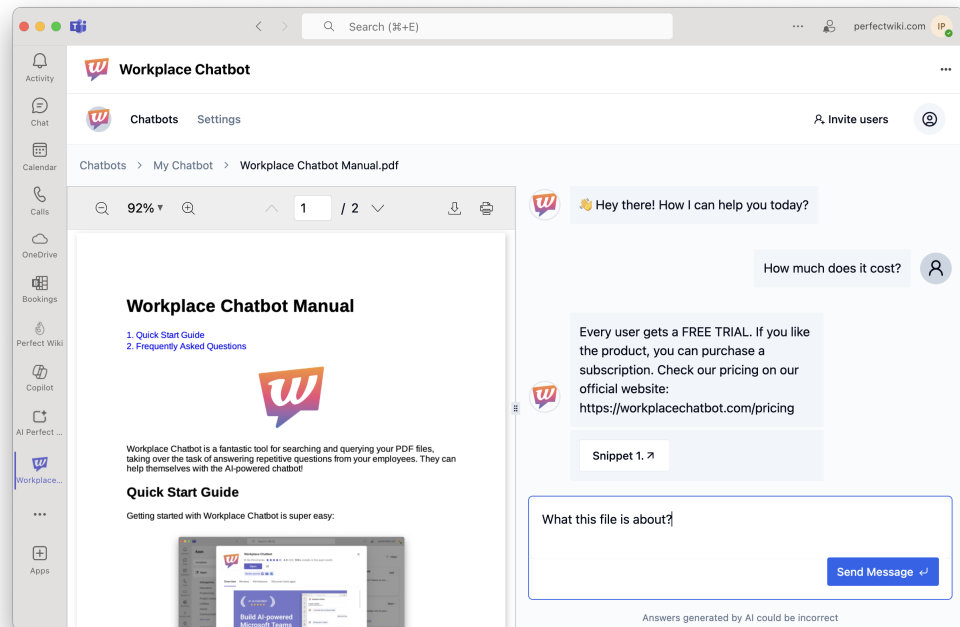 Search (⌘+E)
perfectwiki.com
IP
Activity
Chat
Calendar
Calls
OneDrive
Bookings
Perfect Wiki
Copilot
AI Perfect ...
Workplace...
Apps
Workplace Chatbot
Chatbots
Settings
Invite users
Chatbots > My Chatbot > Workplace Chatbot Manual.pdf
92%
1 / 2
Workplace Chatbot Manual
1. Quick Start Guide
2. Frequently Asked Questions
Workplace Chatbot is a fantastic tool for searching and querying your PDF files,
taking over the task of answering repetitive questions from your employees. They can
help themselves with the AI-powered chatbot!
Quick Start Guide
Getting started with Workplace Chatbot is super easy:
Workplace Chatbot
Build AI-powered
Microsoft Teams
👋 Hey there! How I can help you today?
How much does it cost?
Every user gets a FREE TRIAL. If you like
the product, you can purchase a
subscription. Check our pricing on our
official website:
https://workplacechatbot.com/pricing
Snippet 1.
What this file is about?
Send Message
Answers generated by AI could be incorrect